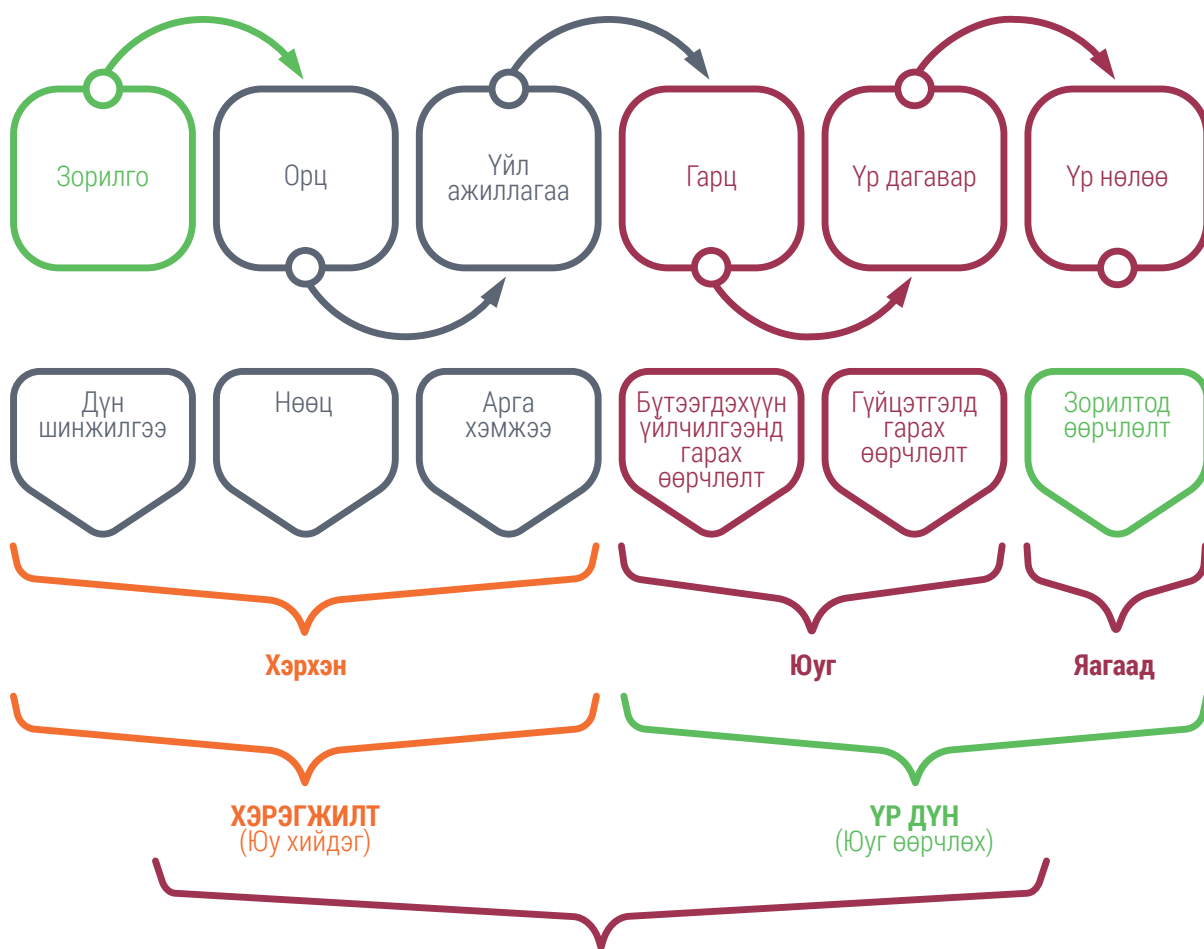 Зорилго
Орц
Үйл
ажиллагаа
Гарц
Үр дагавар
Үр нөлөө
Дүн
шинжилгээ
Нөөц
Арга
хэмжээ
Бүтээгдэхүүн
үйлчилгээнд
гарах
өөрчлөлт
Гүйцэтгэлд
гарах
өөрчлөлт
Зорилтод
өөрчлөлт
Хэрхэн
Юуг
Яагаад
ХЭРЭГЖИЛТ
(Юу хийдэг)
ҮР ДҮН
(Юуг өөрчлөх)